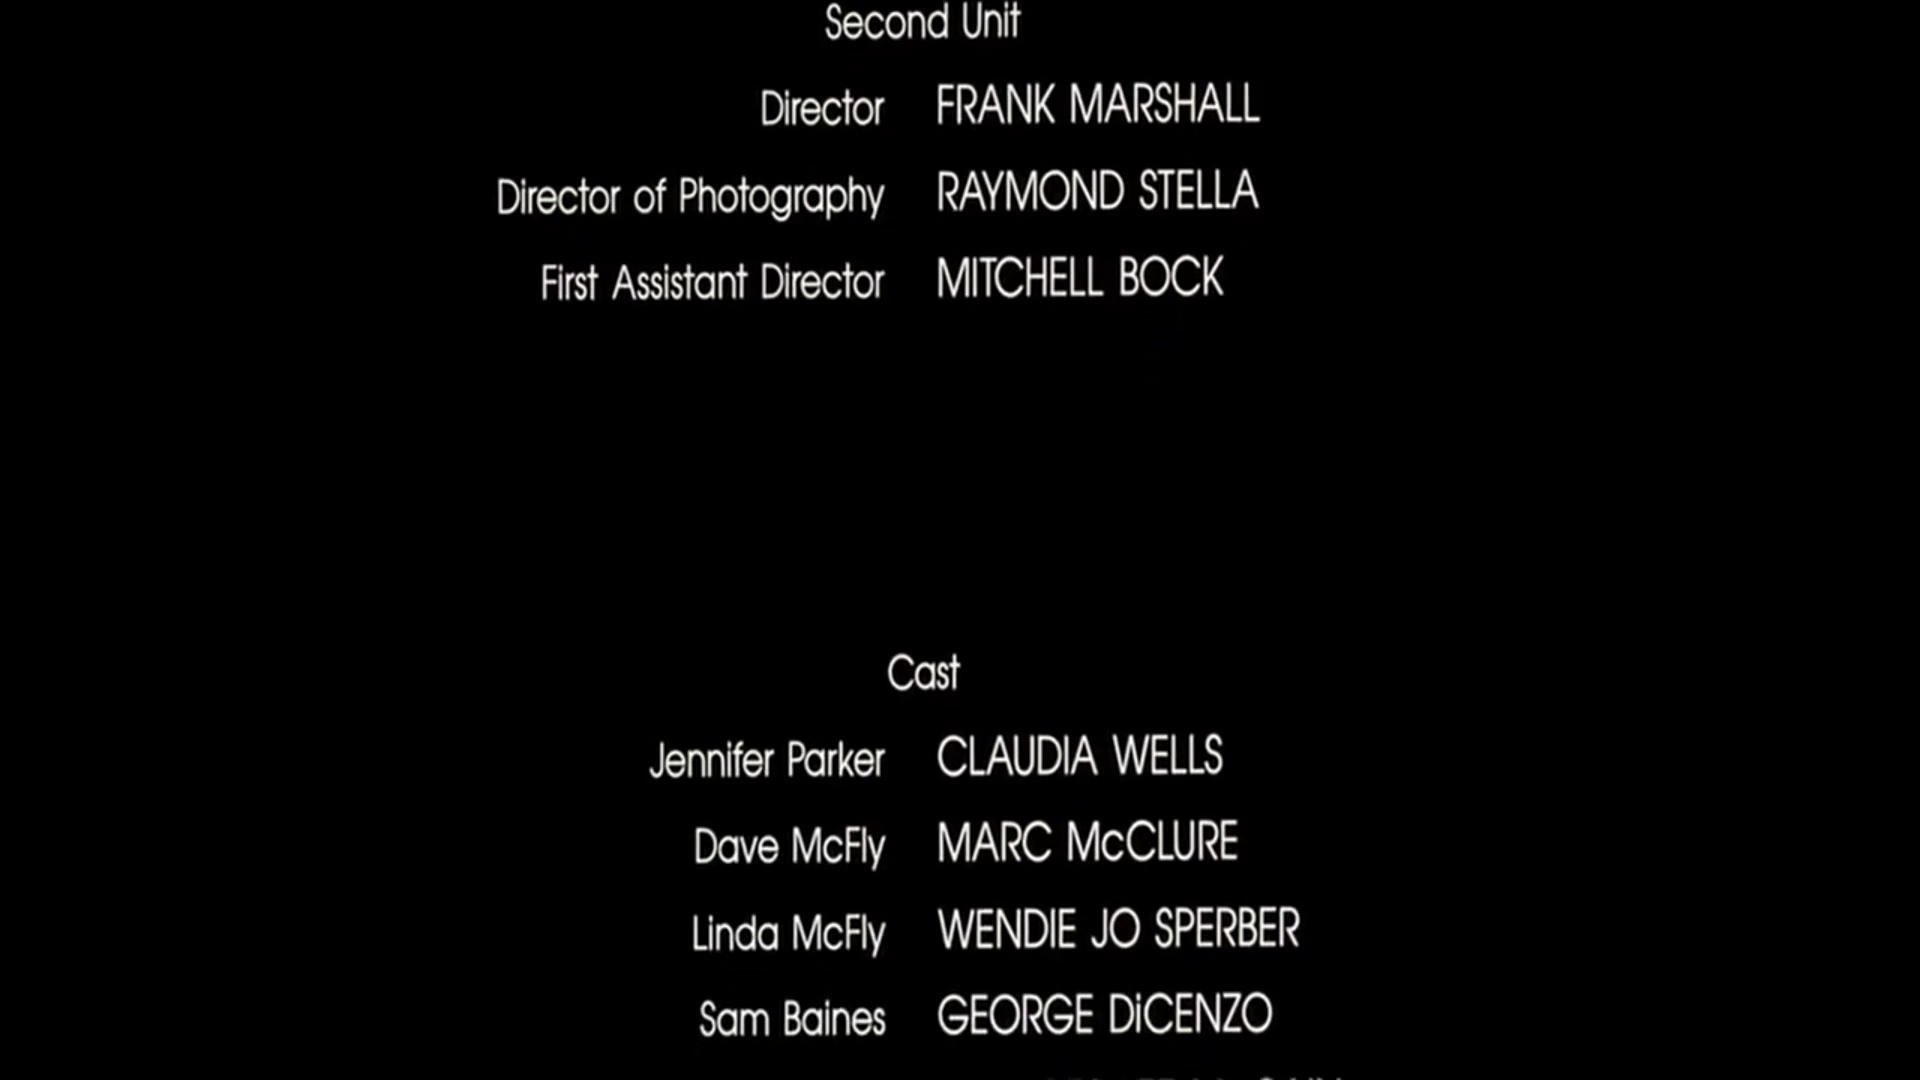 Second Unit
Director FRANK MARSHALL
Director of Photography RAYMOND STELLA
First Assistant Director MITCHELL BOCK
Cast
Jennifer Parker CLAUDIA WELLS
Dave McFly MARC McCLURE
Linda McFly WENDIE JO SPERBER
Sam Baines GEORGE DiCENZO